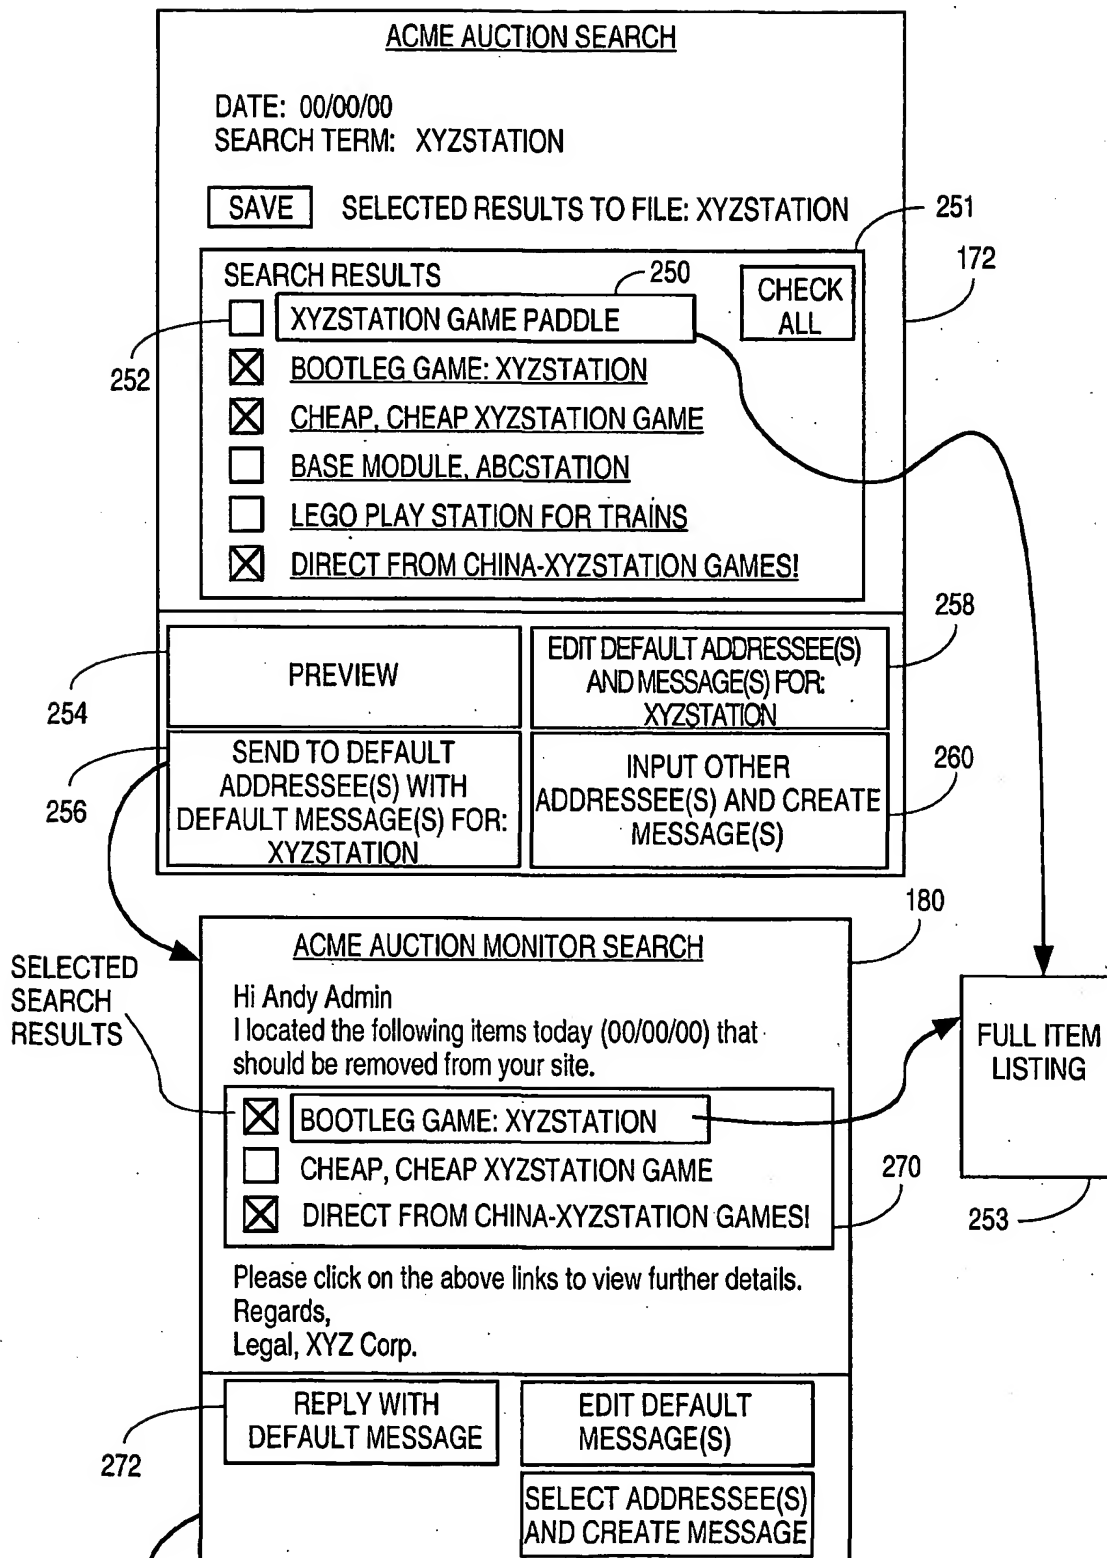 ACME AUCTION SEARCH
DATE: 00/00/00
SEARCH TERM: XYZSTATION
SAVE SELECTED RESULTS TO FILE: XYZSTATION
251
SEARCH RESULTS
250
CHECK
ALL
172
XYZSTATION GAME PADDLE
252
BOOTLEG GAME: XYZSTATION
CHEAP, CHEAP XYZSTATION GAME
BASE MODULE, ABCSTATION
LEGO PLAY STATION FOR TRAINS
DIRECT FROM CHINA-XYZSTATION GAMES!
258
PREVIEW
254
EDIT DEFAULT ADDRESSEE(S)
AND MESSAGE(S) FOR:
XYZSTATION
SEND TO DEFAULT
ADDRESSEE(S) WITH
DEFAULT MESSAGE(S) FOR:
XYZSTATION
256
INPUT OTHER
ADDRESSEE(S) AND CREATE
MESSAGE(S)
260
180
ACME AUCTION MONITOR SEARCH
SELECTED
SEARCH
RESULTS
Hi Andy Admin
I located the following items today (00/00/00) that
should be removed from your site.
FULL ITEM
LISTING
253
BOOTLEG GAME: XYZSTATION
CHEAP, CHEAP XYZSTATION GAME
270
DIRECT FROM CHINA-XYZSTATION GAMES!
Please click on the above links to view further details.
Regards,
Legal, XYZ Corp.
REPLY WITH
DEFAULT MESSAGE
272
EDIT DEFAULT
MESSAGE(S)
SELECT ADDRESSEE(S)
AND CREATE MESSAGE